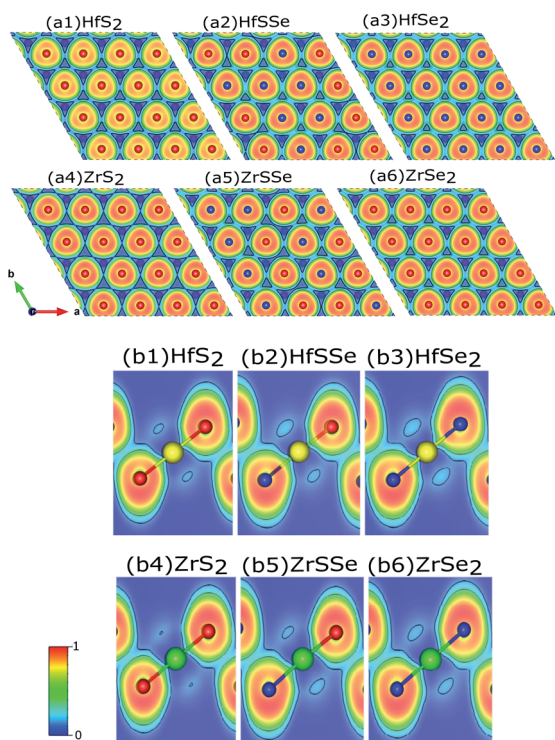 (a1)HfS2 (a2)HfSSe (a3)HfSe2
(a4)ZrS2 (a5)ZrSSe (a6)ZrSe2
b
a
(b1)HfS2 (b2)HfSSe (b3)HfSe2
(b4)ZrS2 (b5)ZrSSe (b6)ZrSe2
1
0